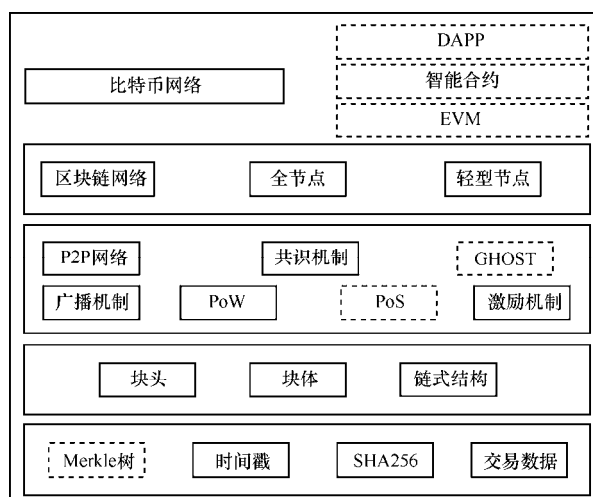 DAPP
比特币网络
智能合约
EVM
区块链网络 全节点 轻型节点
P2P网络 共识机制 GHOST
广播机制 PoW PoS 激励机制
块头 块体 链式结构
Merkle树 时间戳 SHA256 交易数据